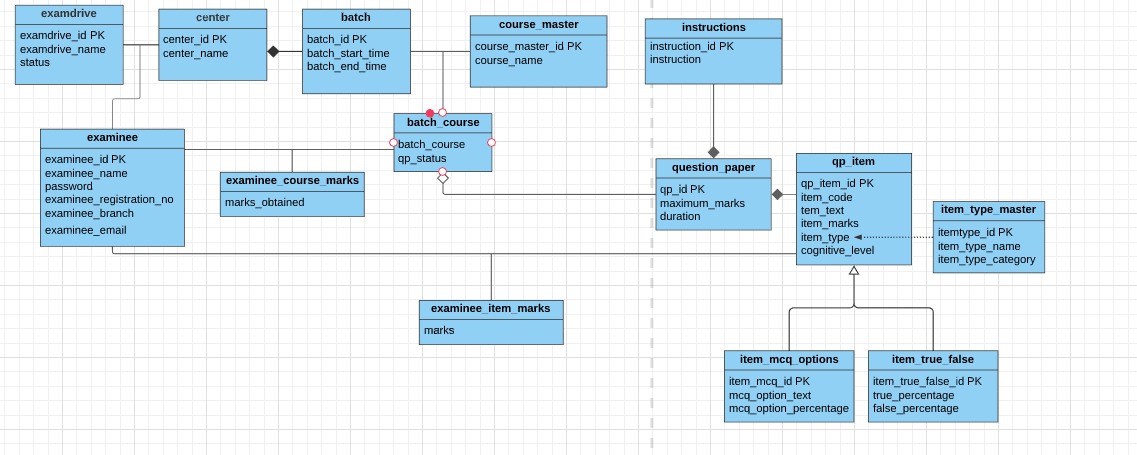 examdrive
examdrive_id PK
examdrive_name
status
center
center_id PK
center_name
batch
batch_id PK
batch_start_time
batch_end_time
course_master
course_master_id PK
course_name
instructions
instruction_id PK
instruction
examinee
examinee_id PK
examinee_name
password
examinee_registration_no
examinee_branch
examinee_email
batch_course
batch_course
qp_status
examinee_course_marks
marks_obtained
question_paper
qp_id PK
maximum_marks
duration
qp_item
qp_item_id PK
item_code
tem_text
item_marks
item_type
cognitive_level
item_type_master
itemtype_id PK
item_type_name
item_type_category
examinee_item_marks
marks
item_mcq_options
item_mcq_id PK
mcq_option_text
mcq_option_percentage
item_true_false
item_true_false_id PK
true_percentage
false_percentage